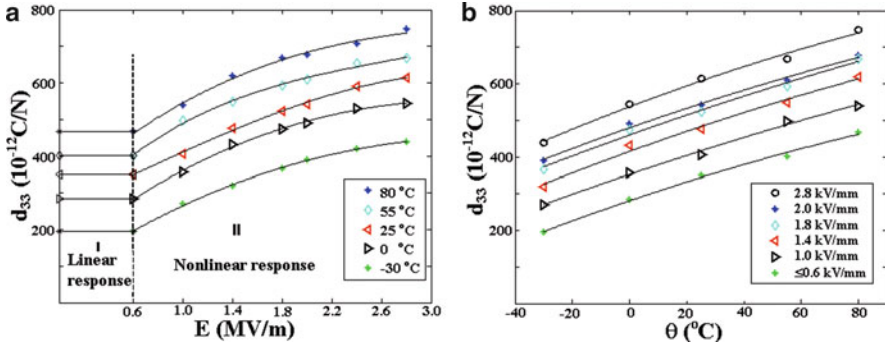 a
d33 (10-12C/N)
800
600
400
200
I
Linear
response
II
Nonlinear response
80 °C
55 °C
25 °C
0 °C
-30 °C
0.6 1.0 1.4 1.8 2.2 2.6 3.0
E (MV/m)
b
d33 (10-12C/N)
800
600
400
200
2.8 kV/mm
2.0 kV/mm
1.8 kV/mm
1.4 kV/mm
1.0 kV/mm
≤0.6 kV/mm
-40 -20 0 20 40 60 80
θ (°C)